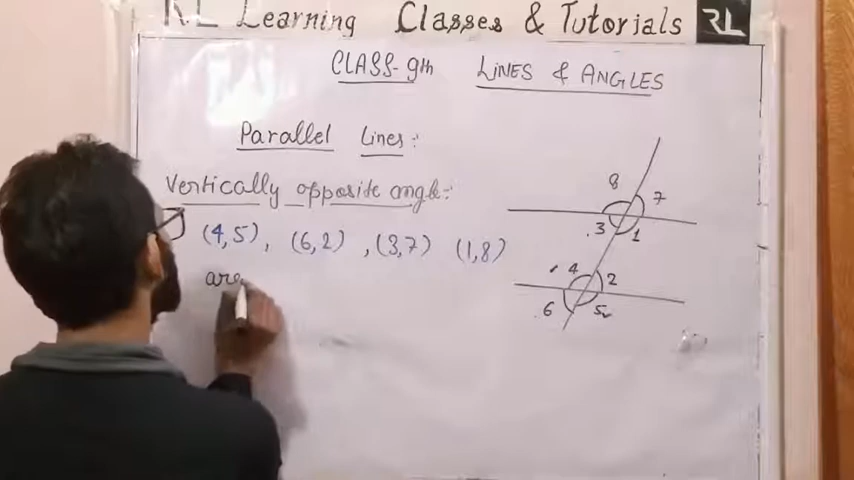 RL Learning Classes & Tutorials RL
CLASS-9th LINES & ANGLES
Parallel Lines:
Vertically opposite angle:
(4,5), (6,2), (3,7) (1,8)
are
8 7
3 1
4 2
6 5